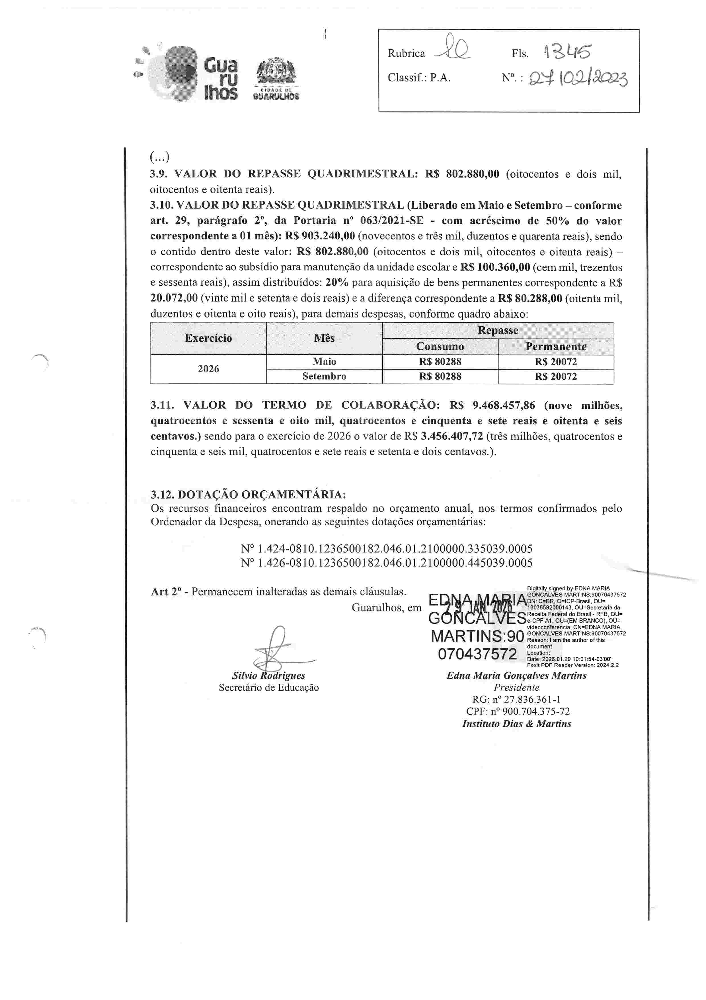 Gua
ru
lhos
CIDADE DE
GUARULHOS
Rubrica
Fls. 1345
Classif.: P.A.
Nº. : 27102/2023
(...)
3.9. VALOR DO REPASSE QUADRIMESTRAL: R$ 802.880,00 (oitocentos e dois mil,
oitocentos e oitenta reais).
3.10. VALOR DO REPASSE QUADRIMESTRAL (Liberado em Maio e Setembro – conforme
art. 29, parágrafo 2º, da Portaria nº 063/2021-SE - com acréscimo de 50% do valor
correspondente a 01 mês): R$ 903.240,00 (novecentos e três mil, duzentos e quarenta reais), sendo
o contido dentro deste valor: R$ 802.880,00 (oitocentos e dois mil, oitocentos e oitenta reais) –
correspondente ao subsídio para manutenção da unidade escolar e R$ 100.360,00 (cem mil, trezentos
e sessenta reais), assim distribuídos: 20% para aquisição de bens permanentes correspondente a R$
20.072,00 (vinte mil e setenta e dois reais) e a diferença correspondente a R$ 80.288,00 (oitenta mil,
duzentos e oitenta e oito reais), para demais despesas, conforme quadro abaixo:
Exercício Mês Repasse
Consumo Permanente
2026 Maio R$ 80288 R$ 20072
Setembro R$ 80288 R$ 20072
3.11. VALOR DO TERMO DE COLABORAÇÃO: R$ 9.468.457,86 (nove milhões,
quatrocentos e sessenta e oito mil, quatrocentos e cinquenta e sete reais e oitenta e seis
centavos.) sendo para o exercício de 2026 o valor de R$ 3.456.407,72 (três milhões, quatrocentos e
cinquenta e seis mil, quatrocentos e sete reais e setenta e dois centavos.).
3.12. DOTAÇÃO ORÇAMENTÁRIA:
Os recursos financeiros encontram respaldo no orçamento anual, nos termos confirmados pelo
Ordenador da Despesa, onerando as seguintes dotações orçamentárias:
Nº 1.424-0810.1236500182.046.01.2100000.335039.0005
Nº 1.426-0810.1236500182.046.01.2100000.445039.0005
Art 2º - Permanecem inalteradas as demais cláusulas.
Guarulhos, em 29 JAN. 2026
EDNA MARIA
GONCALVES
MARTINS:90
070437572
Digitally signed by EDNA MARIA
GONCALVES MARTINS:90070437572
DN: C=BR, O=ICP-Brasil, OU=
13036592000143, OU=Secretaria da
Receita Federal do Brasil - RFB, OU=
e-CPF A1, OU=(EM BRANCO), OU=
videoconferencia, CN=EDNA MARIA
GONCALVES MARTINS:90070437572
Reason: I am the author of this
document
Location:
Date: 2026.01.29 10:01:54-03'00'
Foxit PDF Reader Version: 2024.2.2
Silvio Rodrigues
Secretário de Educação
Edna Maria Gonçalves Martins
Presidente
RG: nº 27.836.361-1
CPF: nº 900.704.375-72
Instituto Dias & Martins